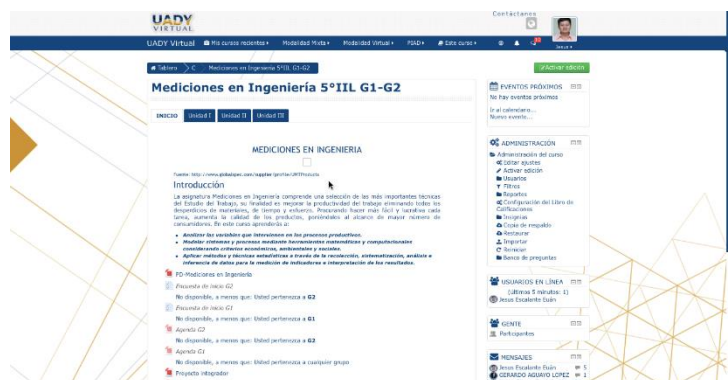 UADY
VIRTUAL
Contáctanos
UADY Virtual Mis cursos recientes Modalidad Mixta Modalidad Virtual PIAD Este curso
Tablero C Mediciones en Ingeniería 5°IIL G1-G2
Activar edición
Mediciones en Ingeniería 5°IIL G1-G2
INICIO Unidad I Unidad II Unidad III
MEDICIONES EN INGENIERIA
Introducción
La asignatura Mediciones en Ingeniería comprende una selección de las más importantes técnicas
del Estudio del Trabajo, su finalidad es mejorar la productividad del trabajo eliminando todos los
desperdicios de materiales, de tiempo y esfuerzo. Procurando hacer más fácil y lucrativa cada
tarea, aumenta la calidad de los productos, poniéndolos al alcance de mayor número de
consumidores. En este curso aprenderás a:
Analizar las variables que intervienen en los procesos productivos.
Modelar sistemas y procesos mediante herramientas matemáticas y computacionales
considerando criterios económicos, ambientales y sociales.
Aplicar métodos y técnicas estadísticas a través de la recolección, sistematización, análisis e
inferencia de datos para la medición de indicadores e interpretación de los resultados.
PD-Mediciones en Ingeniería
Encuesta de inicio G2
No disponible, a menos que: Usted pertenezca a G2
Encuesta de inicio G1
No disponible, a menos que: Usted pertenezca a G1
Agenda G2
No disponible, a menos que: Usted pertenezca a G2
Agenda G1
No disponible, a menos que: Usted pertenezca a cualquier grupo
Proyecto integrador
EVENTOS PRÓXIMOS
No hay eventos próximos
Ir al calendario...
Nuevo evento...
ADMINISTRACIÓN
Administración del curso
Editar ajustes
Activar edición
Usuarios
Filtros
Reportes
Configuración del Libro de
Calificaciones
Insignias
Copia de respaldo
Restaurar
Importar
Reiniciar
Banco de preguntas
USUARIOS EN LÍNEA
(últimos 5 minutos: 1)
Jesus Escalante Euán
GENTE
Participantes
MENSAJES
Jesus Escalante Euán 5
GERARDO AGUAYO LOPEZ 1